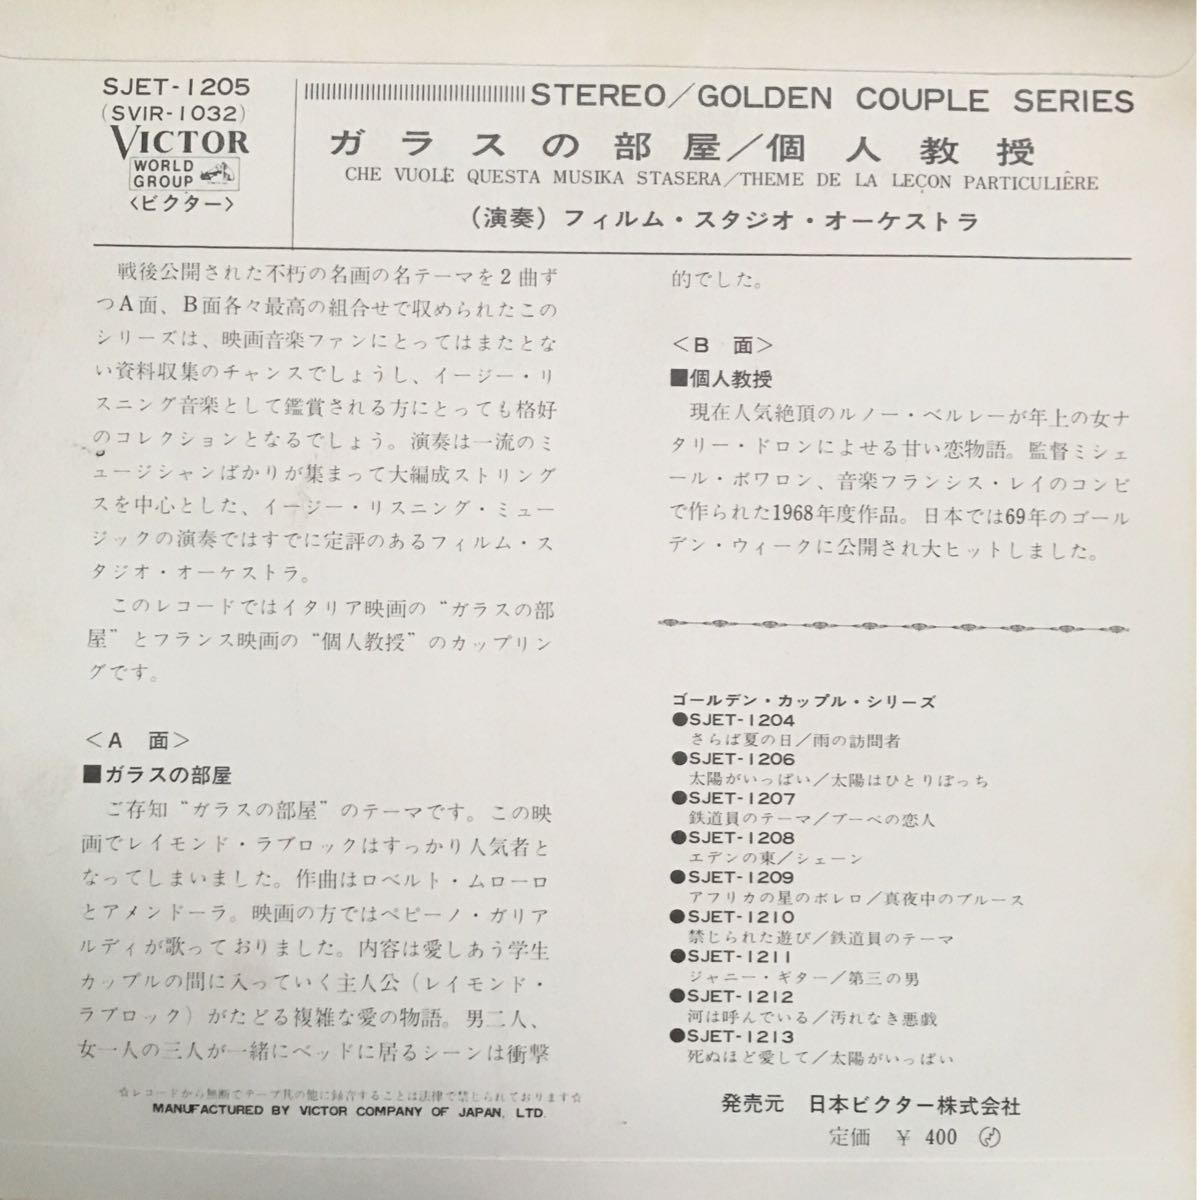 SJET-1205
(SVIR-1032)
VICTOR
WORLD
GROUP
〈ビクター〉
STEREO/GOLDEN COUPLE SERIES
ガラスの部屋/個人教授
CHE VUOLE QUESTA MUSIKA STASERA/THEME DE LA LEÇON PARTICULIÈRE
(演奏)フィルム・スタジオ・オーケストラ
戦後公開された不朽の名画の名テーマを2曲ず
つA面、B面各々最高の組合せで収められたこの
シリーズは、映画音楽ファンにとってはまたとな
い資料収集のチャンスでしょうし、イージー・リ
スニング音楽として鑑賞される方にとっても格好
のコレクションとなるでしょう。演奏は一流のミ
ュージシャンばかりが集まって大編成ストリング
スを中心とした、イージー・リスニング・ミュー
ジックの演奏ではすでに定評のあるフィルム・ス
タジオ・オーケストラ。
このレコードではイタリア映画の“ガラスの部
屋”とフランス映画の“個人教授”のカップリン
グです。
〈A 面〉
■ガラスの部屋
ご存知“ガラスの部屋”のテーマです。この映
画でレイモンド・ラブロックはすっかり人気者と
なってしまいました。作曲はロベルト・ムローロ
とアメンドーラ。映画の方ではペピーノ・ガリア
ルディが歌っておりました。内容は愛しあう学生
カップルの間に入っていく主人公(レイモンド・
ラブロック)がたどる複雑な愛の物語。男二人、
女一人の三人が一緒にベッドに居るシーンは衝撃
的でした。
〈B 面〉
■個人教授
現在人気絶頂のルノー・ベルレーが年上の女ナ
タリー・ドロンによせる甘い恋物語。監督ミシェ
ール・ボワロン、音楽フランシス・レイのコンビ
で作られた1968年度作品。日本では69年のゴール
デン・ウィークに公開され大ヒットしました。
ゴールデン・カップル・シリーズ
●SJET-1204
さらば夏の日/雨の訪問者
●SJET-1206
太陽がいっぱい/太陽はひとりぼっち
●SJET-1207
鉄道員のテーマ/ブーベの恋人
●SJET-1208
エデンの東/シェーン
●SJET-1209
アフリカの星のボレロ/真夜中のブルース
●SJET-1210
禁じられた遊び/鉄道員のテーマ
●SJET-1211
ジャニー・ギター/第三の男
●SJET-1212
河は呼んでいる/汚れなき悪戯
●SJET-1213
死ぬほど愛して/太陽がいっぱい
☆レコードから無断でテープ其の他に録音することは法律で禁じられております☆
MANUFACTURED BY VICTOR COMPANY OF JAPAN, LTD.
発売元 日本ビクター株式会社
定価 ¥ 400